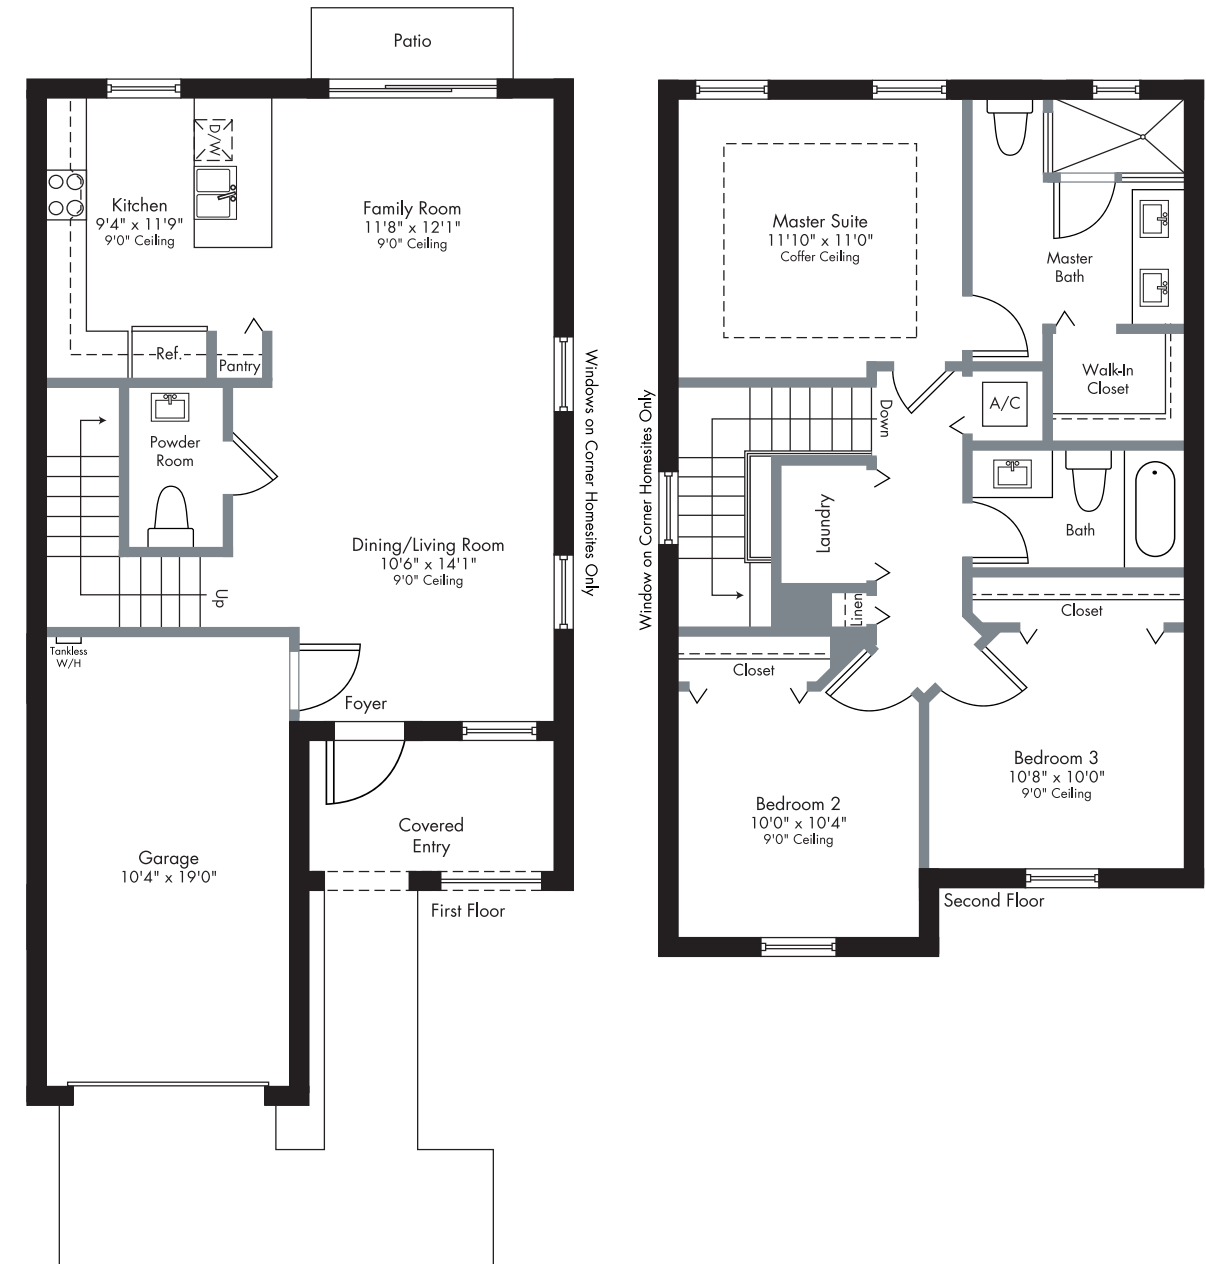 Patio
D/W
Kitchen
9'4" x 11'9"
9'0" Ceiling
Family Room
11'8" x 12'1"
9'0" Ceiling
Ref.
Pantry
Powder
Room
Windows on Corner Homesites Only
Dining/Living Room
10'6" x 14'1"
9'0" Ceiling
Up
Tankless
W/H
Foyer
Covered
Entry
Garage
10'4" x 19'0"
First Floor
Master Suite
11'10" x 11'0"
Coffer Ceiling
Master
Bath
Walk-In
Closet
A/C
Down
Window on Corner Homesites Only
Laundry
Bath
Linen
Closet
Closet
Bedroom 3
10'8" x 10'0"
9'0" Ceiling
Bedroom 2
10'0" x 10'4"
9'0" Ceiling
Second Floor